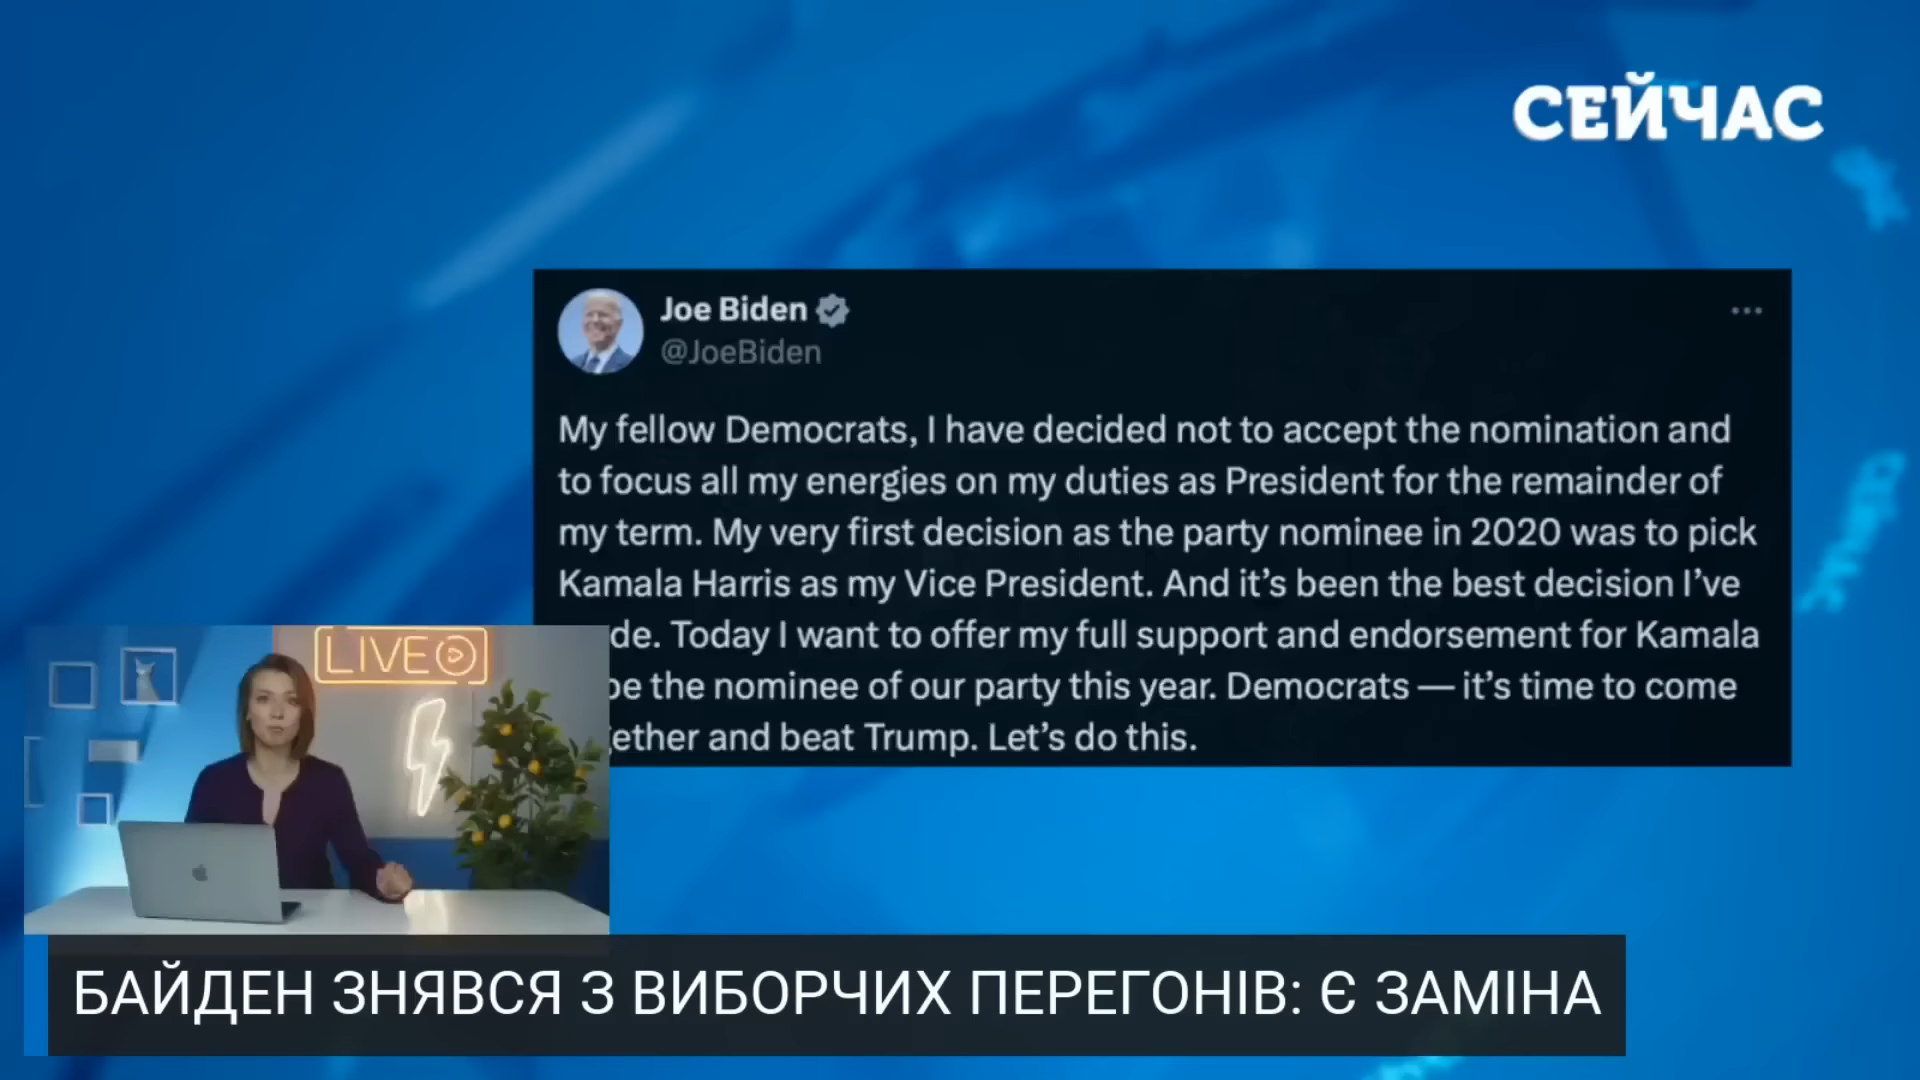 СЕЙЧАС
Joe Biden
@JoeBiden
My fellow Democrats, I have decided not to accept the nomination and
to focus all my energies on my duties as President for the remainder of
my term. My very first decision as the party nominee in 2020 was to pick
Kamala Harris as my Vice President. And it’s been the best decision I’ve
de. Today I want to offer my full support and endorsement for Kamala
be the nominee of our party this year. Democrats — it’s time to come
ether and beat Trump. Let’s do this.
LIVE
БАЙДЕН ЗНЯВСЯ З ВИБОРЧИХ ПЕРЕГОНІВ: Є ЗАМІНА